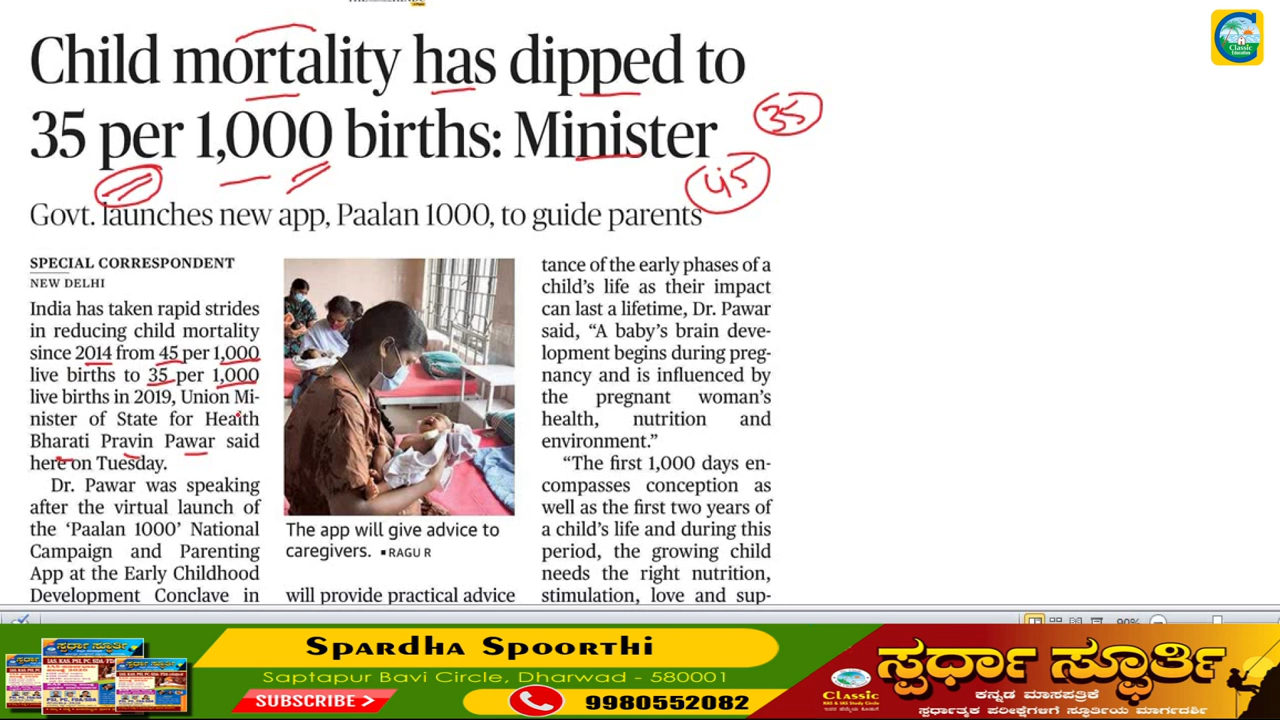 Child mortality has dipped to
35 per 1,000 births: Minister
35
45
Govt. launches new app, Paalan 1000, to guide parents
SPECIAL CORRESPONDENT
NEW DELHI
India has taken rapid strides
in reducing child mortality
since 2014 from 45 per 1,000
live births to 35 per 1,000
live births in 2019, Union Mi-
nister of State for Health
Bharati Pravin Pawar said
here on Tuesday.
Dr. Pawar was speaking
after the virtual launch of
the ‘Paalan 1000’ National
Campaign and Parenting
App at the Early Childhood
Development Conclave in
The app will give advice to
caregivers. ▪ RAGU R
will provide practical advice
tance of the early phases of a
child's life as their impact
can last a lifetime, Dr. Pawar
said, “A baby's brain deve-
lopment begins during preg-
nancy and is influenced by
the pregnant woman's
health, nutrition and
environment.”
“The first 1,000 days en-
compasses conception as
well as the first two years of
a child's life and during this
period, the growing child
needs the right nutrition,
stimulation, love and sup-
Classic
Education
90%
Spardha Spoorthi
Saptapur Bavi Circle, Dharwad - 580001
SUBSCRIBE >
9980552082
ಸ್ಪರ್ಧಾ ಸ್ಫೂರ್ತಿ
ಕನ್ನಡ ಮಾಸಪತ್ರಿಕೆ
ಸ್ಪರ್ಧಾತ್ಮಕ ಪರೀಕ್ಷೆಗಳಿಗೆ ಸ್ಫೂರ್ತಿಯ ಮಾರ್ಗದರ್ಶಿ
Classic
KAS & IAS Study Circle